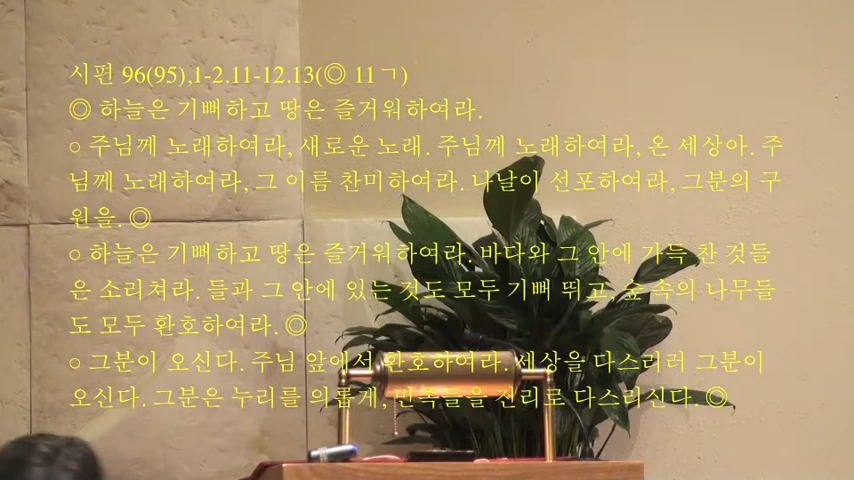 시편 96(95),1-2.11-12.13(◎ 11ㄱ)
◎ 하늘은 기뻐하고 땅은 즐거워하여라.
○ 주님께 노래하여라, 새로운 노래. 주님께 노래하여라, 온 세상아. 주
님께 노래하여라, 그 이름 찬미하여라. 나날이 선포하여라, 그분의 구
원을. ◎
○ 하늘은 기뻐하고 땅은 즐거워하여라. 바다와 그 안에 가득 찬 것들
은 소리쳐라. 들과 그 안에 있는 것도 모두 기뻐 뛰고, 숲 속의 나무들
도 모두 환호하여라. ◎
○ 그분이 오신다. 주님 앞에서 환호하여라. 세상을 다스리러 그분이
오신다. 그분은 누리를 의롭게, 민족들을 진리로 다스리신다. ◎